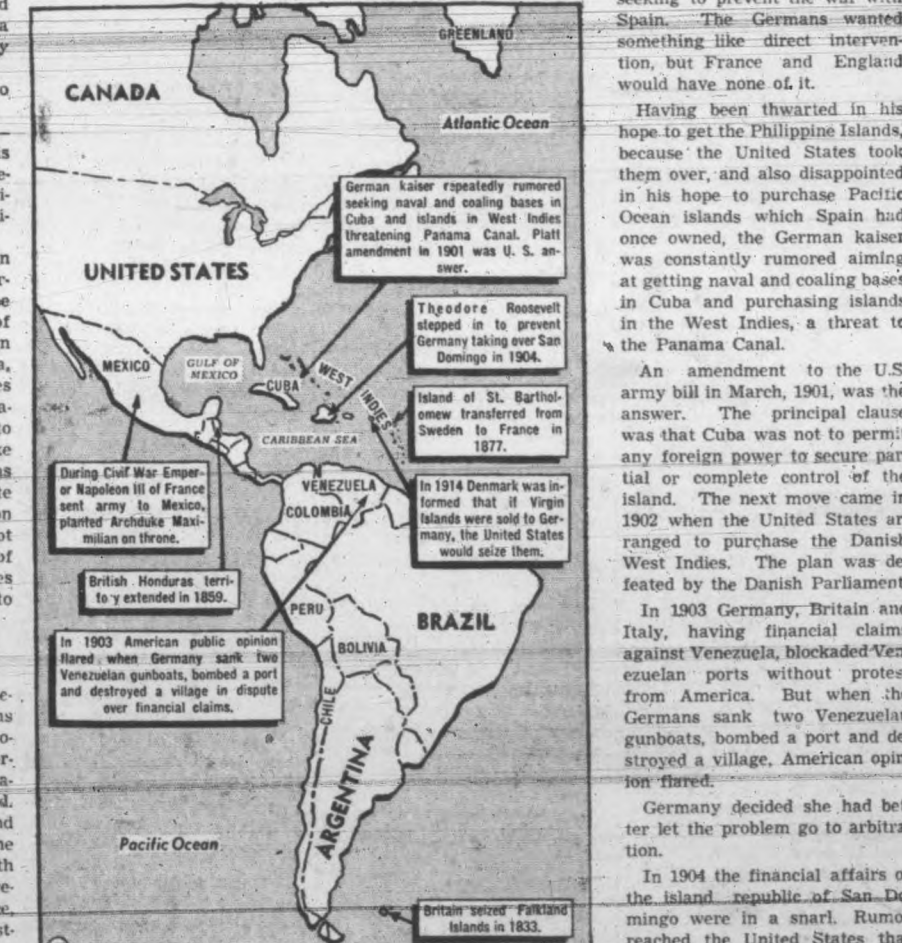 GREENLAND
CANADA
Atlantic Ocean
German kaiser repeatedly rumored
seeking naval and coaling bases in
Cuba and islands in West Indies
threatening Panama Canal. Platt
amendment in 1901 was U. S. an-
swer.
UNITED STATES
Theodore Roosevelt
stepped in to prevent
Germany taking over San
Domingo in 1904.
MEXICO
GULF OF
MEXICO
CUBA
WEST INDIES
Island of St. Barthol-
omew transferred from
Sweden to France in
1877.
CARIBBEAN SEA
During Civil War Emper-
or Napoleon III of France
sent army to Mexico,
planted Archduke Maxi-
milian on throne.
VENEZUELA
COLOMBIA
In 1914 Denmark was in-
formed that if Virgin
Islands were sold to Ger-
many, the United States
would seize them.
British Honduras terri-
to y extended in 1859.
PERU
BRAZIL
BOLIVIA
In 1903 American public opinion
flared when Germany sank two
Venezuelan gunboats, bombed a port
and destroyed a village in dispute
over financial claims.
CHILE
ARGENTINA
Pacific Ocean
Britain seized Falkland
Islands in 1833.
seeking to prevent the war with
Spain. The Germans wanted
something like direct interven-
tion, but France and England
would have none of it.
Having been thwarted in his
hope to get the Philippine Islands,
because the United States took
them over, and also disappointed
in his hope to purchase Pacific
Ocean islands which Spain had
once owned, the German kaiser
was constantly rumored aiming
at getting naval and coaling bases
in Cuba and purchasing islands
in the West Indies, a threat to
the Panama Canal.
An amendment to the U.S
army bill in March, 1901, was the
answer. The principal clause
was that Cuba was not to permit
any foreign power to secure par
tial or complete control of the
island. The next move came in
1902 when the United States ar
ranged to purchase the Danish
West Indies. The plan was de
feated by the Danish Parliament
In 1903 Germany, Britain and
Italy, having financial claims
against Venezuela, blockaded Ven
ezuelan ports without protest
from America. But when the
Germans sank two Venezuelan
gunboats, bombed a port and de
stroyed a village, American opin
ion flared.
Germany decided she had bet
ter let the problem go to arbitra
tion.
In 1904 the financial affairs o
the island republic of San Do
mingo were in a snarl. Rumo
reached the United States tha